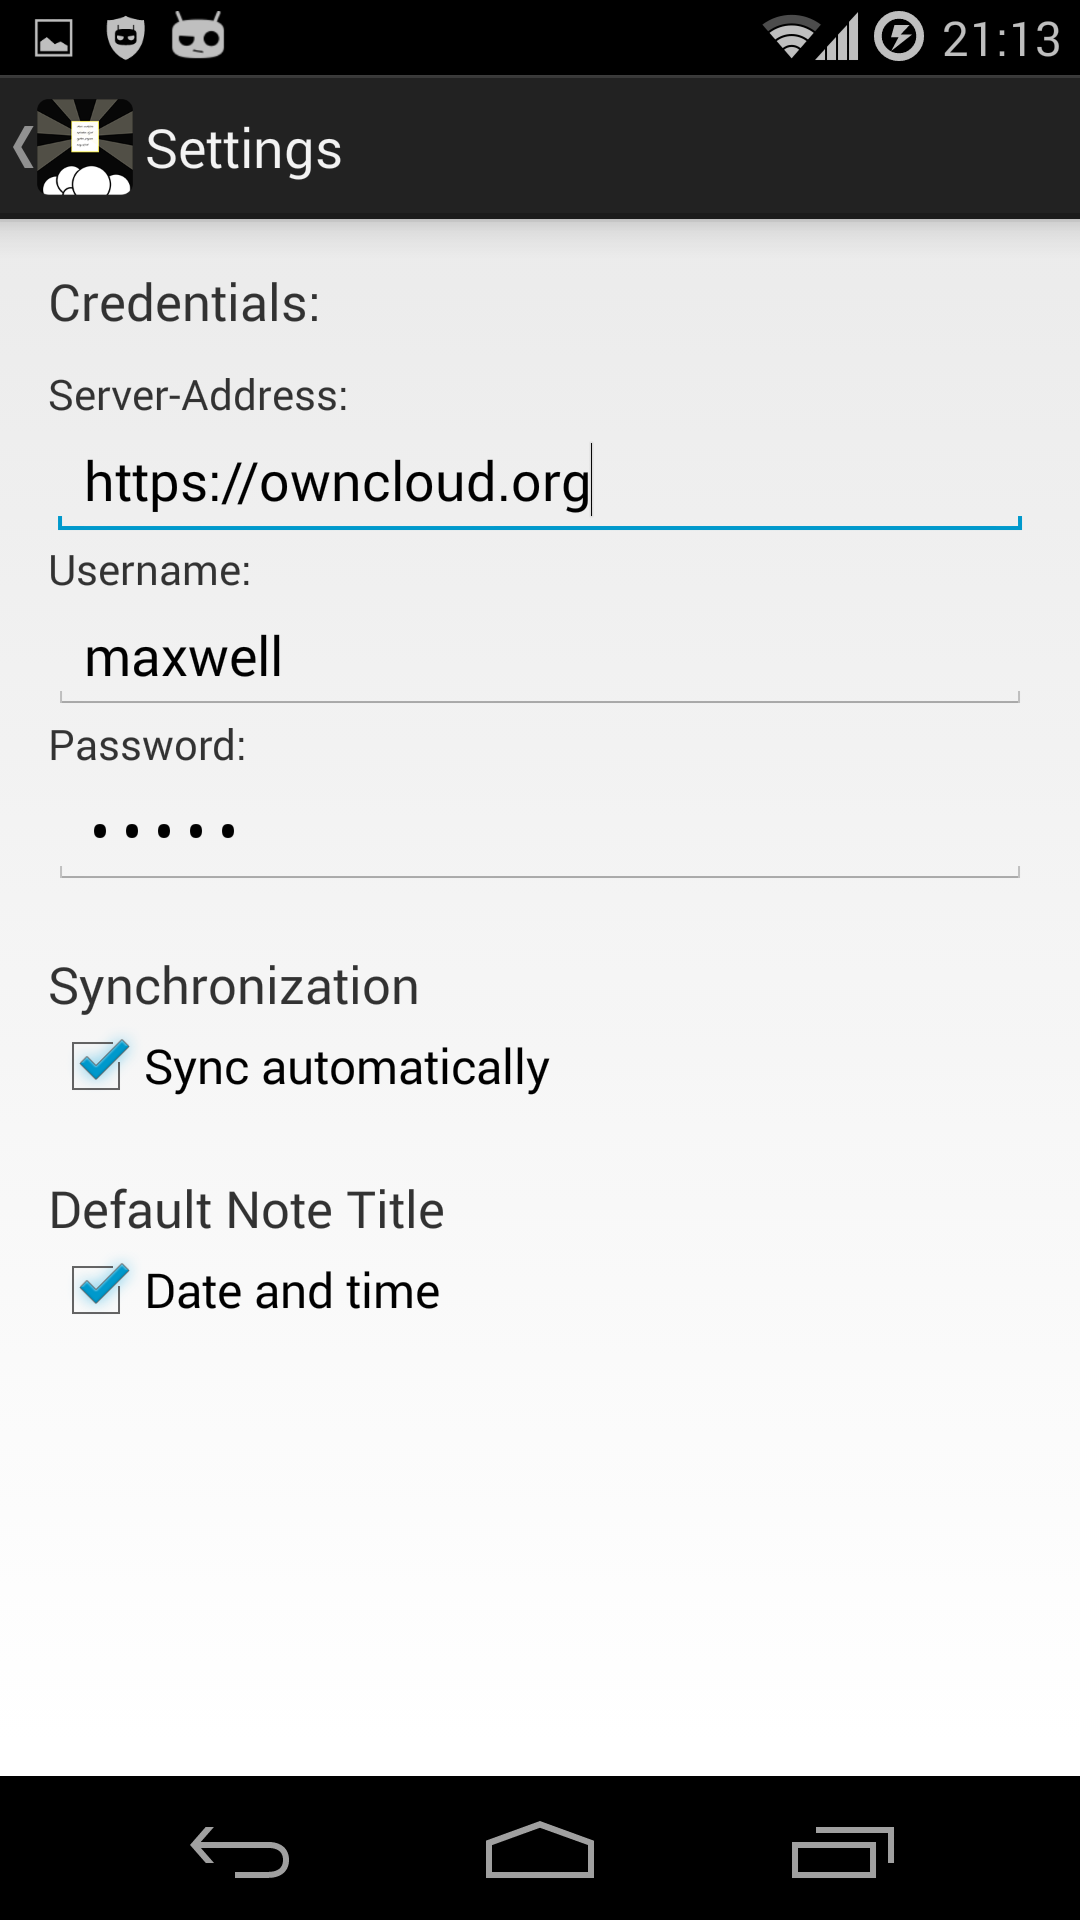 21:13
Settings
Credentials:
Server-Address:
https://owncloud.org
Username:
maxwell
Password:
•••••
Synchronization
Sync automatically
Default Note Title
Date and time